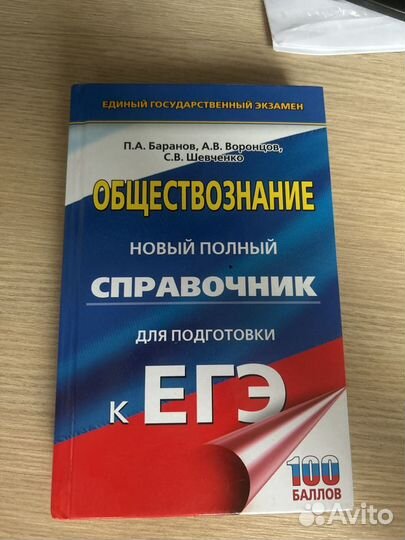 ЕДИНЫЙ ГОСУДАРСТВЕННЫЙ ЭКЗАМЕН
П.А. Баранов, А.В. Воронцов,
С.В. Шевченко
ОБЩЕСТВОЗНАНИЕ
НОВЫЙ ПОЛНЫЙ
СПРАВОЧНИК
ДЛЯ ПОДГОТОВКИ
К ЕГЭ
100
БАЛЛОВ
Avito